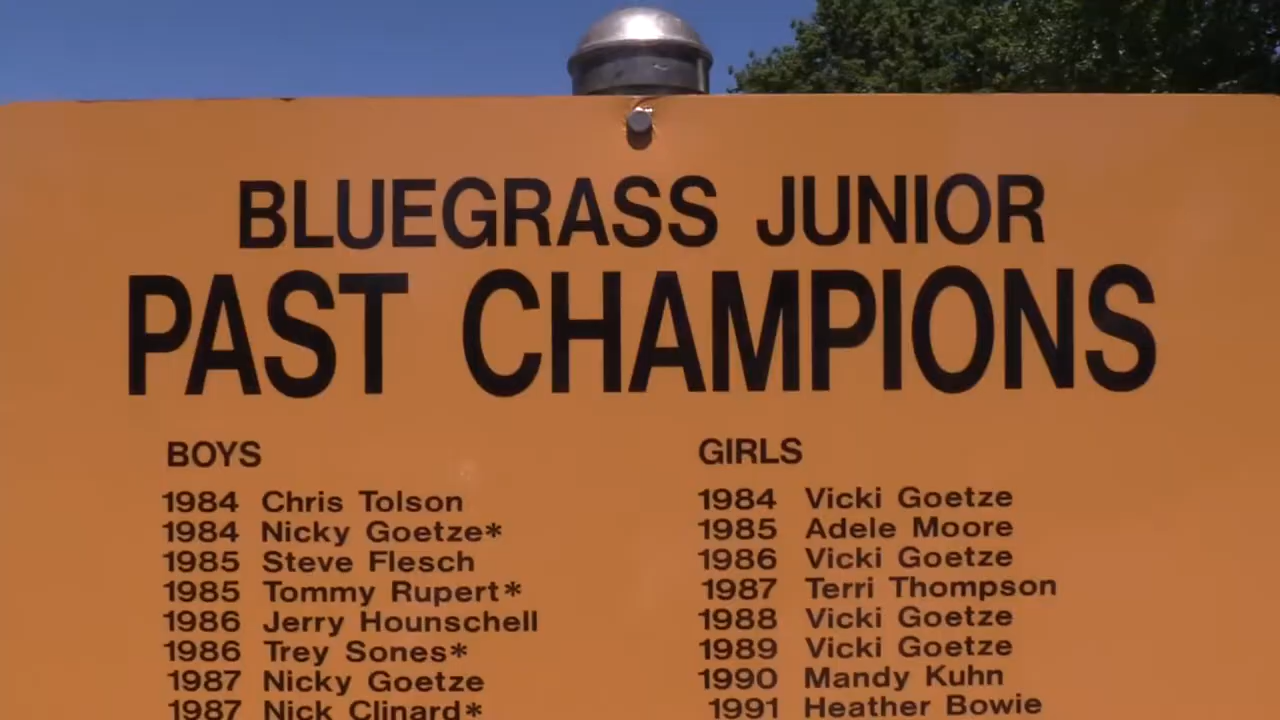 BLUEGRASS JUNIOR
PAST CHAMPIONS
BOYS
1984 Chris Tolson
1984 Nicky Goetze*
1985 Steve Flesch
1985 Tommy Rupert*
1986 Jerry Hounschell
1986 Trey Sones*
1987 Nicky Goetze
1987 Nick Clinard*
GIRLS
1984 Vicki Goetze
1985 Adele Moore
1986 Vicki Goetze
1987 Terri Thompson
1988 Vicki Goetze
1989 Vicki Goetze
1990 Mandy Kuhn
1991 Heather Bowie